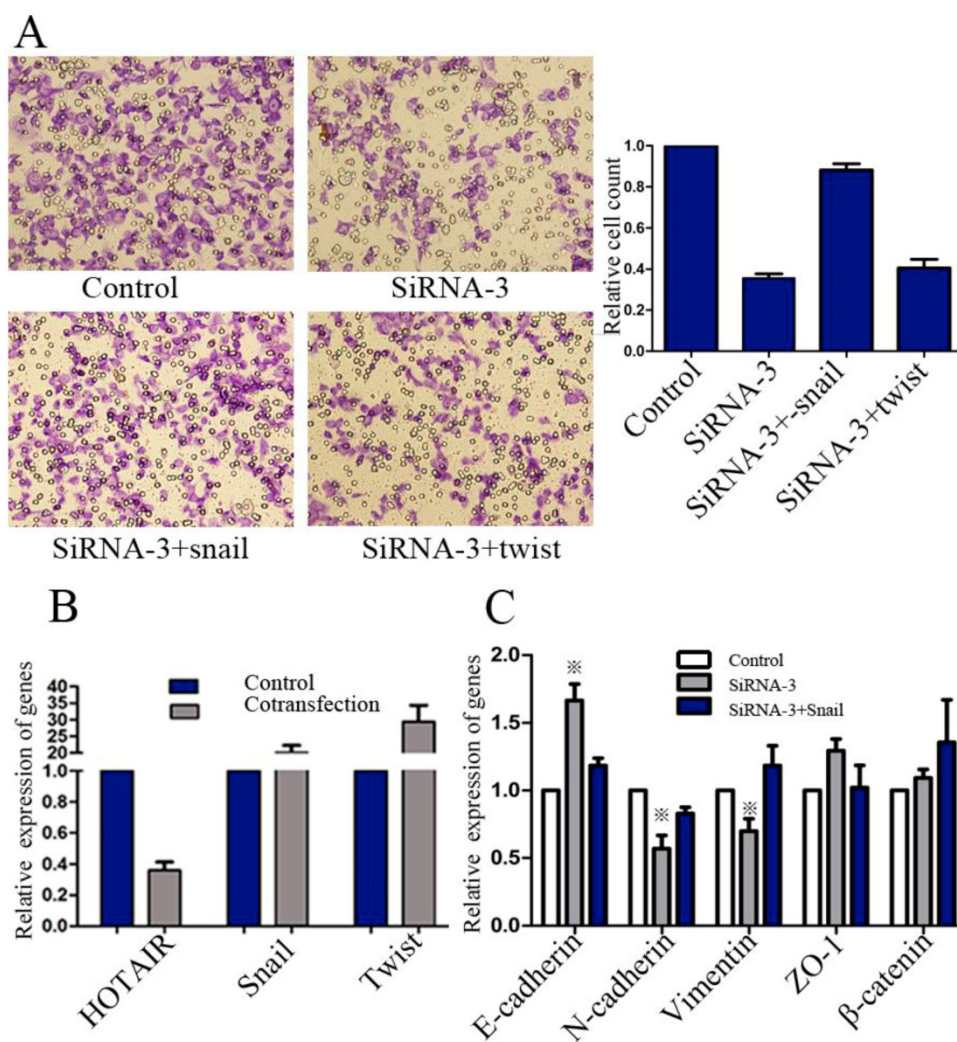 A
Control
SiRNA-3
SiRNA-3+snail
SiRNA-3+twist
Relative cell count
1.0
0.8
0.6
0.4
0.2
0.0
Control
SiRNA-3
SiRNA-3+-snail
SiRNA-3+twist
B
Relative expression of genes
40
35
30
25
20
1.0
0.8
0.6
0.4
0.2
0.0
Control
Cotransfection
HOTAIR
Snail
Twist
C
Relative expression of genes
2.0
1.5
1.0
0.5
0.0
Control
SiRNA-3
SiRNA-3+Snail
※
※
※
E-cadherin
N-cadherin
Vimentin
ZO-1
β-catenin